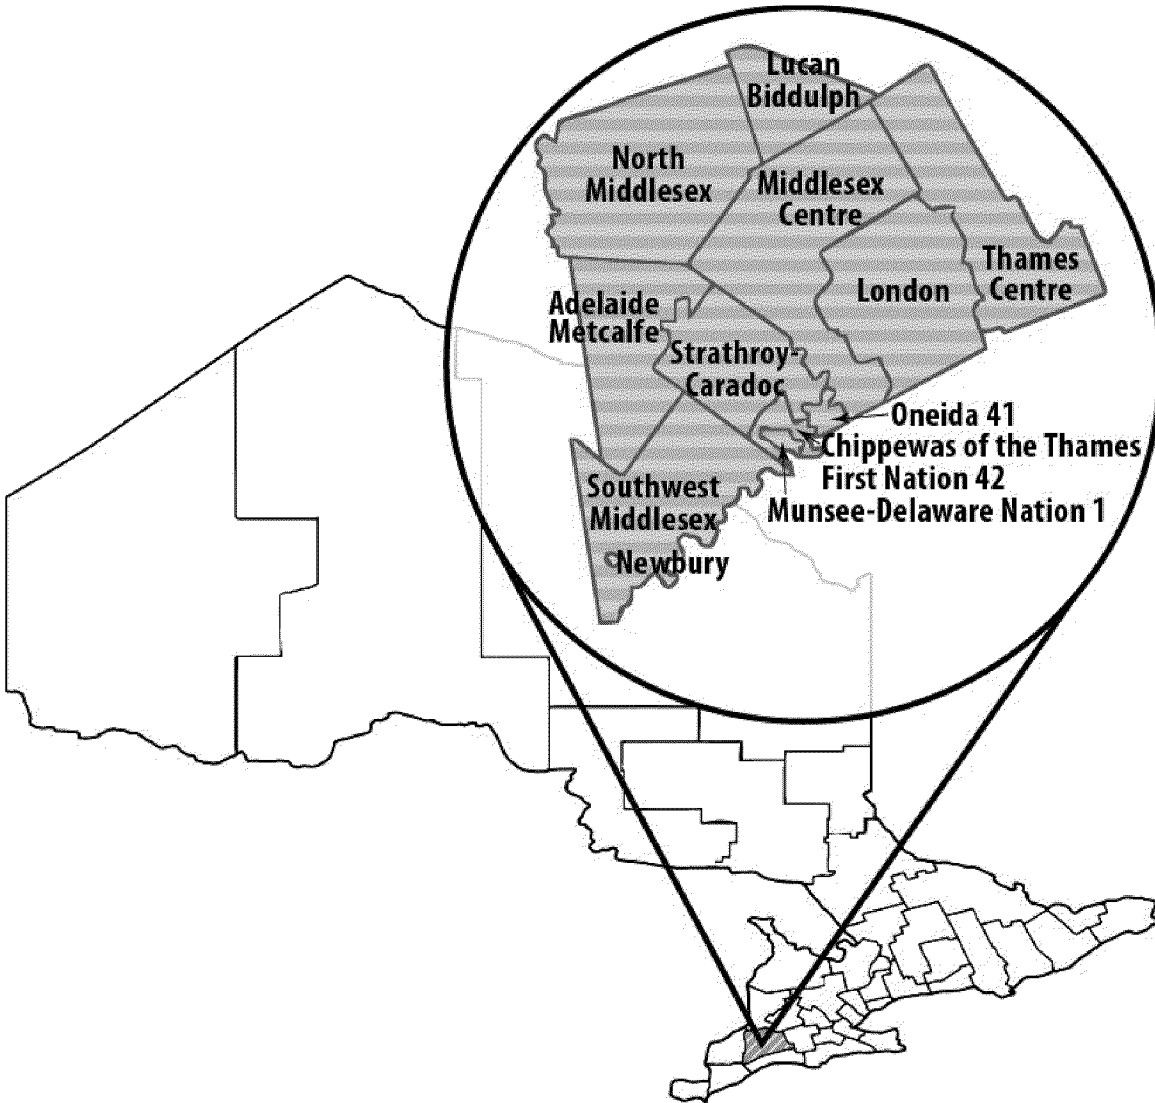 Lucan
Biddulph
North
Middlesex
Middlesex
Centre
Thames
Centre
London
Adelaide
Metcalfe
Strathroy-
Caradoc
Oneida 41
Chippewas of the Thames
First Nation 42
Munsee-Delaware Nation 1
Southwest
Middlesex
Newbury